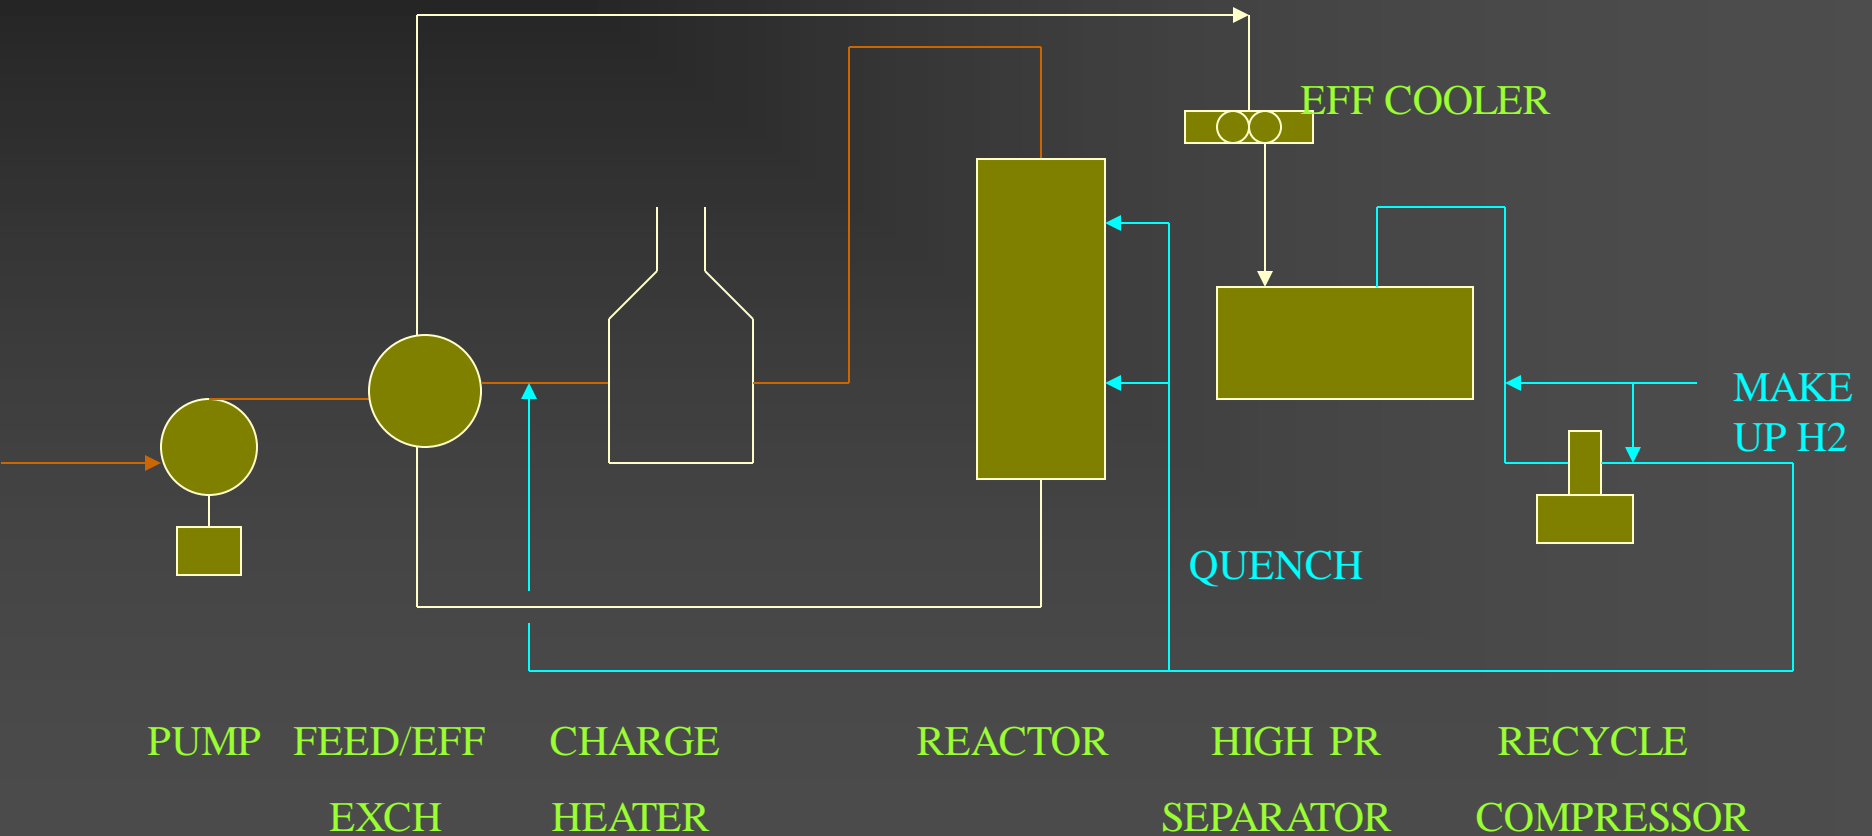 EFF COOLER
MAKE
UP H2
QUENCH
PUMP
FEED/EFF
EXCH
CHARGE
HEATER
REACTOR
HIGH PR
SEPARATOR
RECYCLE
COMPRESSOR